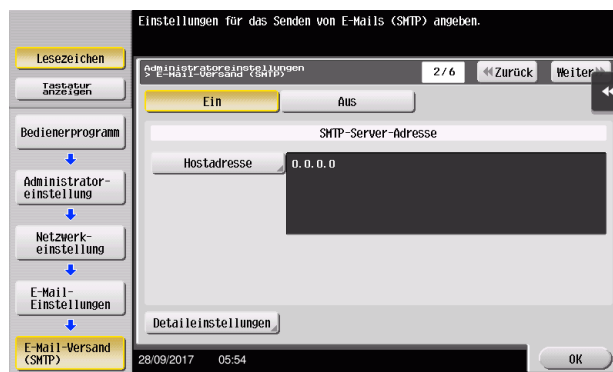 Einstellungen für das Senden von E-Mails (SMTP) angeben.
Lesezeichen
Tastatur
anzeigen
Bedienerprogramm
Administrator-
einstellung
Netzwerk-
einstellung
E-Mail-
Einstellungen
E-Mail-Versand
(SMTP)
Administratoreinstellungen
> E-Mail-Versand (SMTP)
2/6
Zurück
Weiter
Ein
Aus
SMTP-Server-Adresse
Hostadresse
0.0.0.0
Detaileinstellungen
28/09/2017 05:54
OK